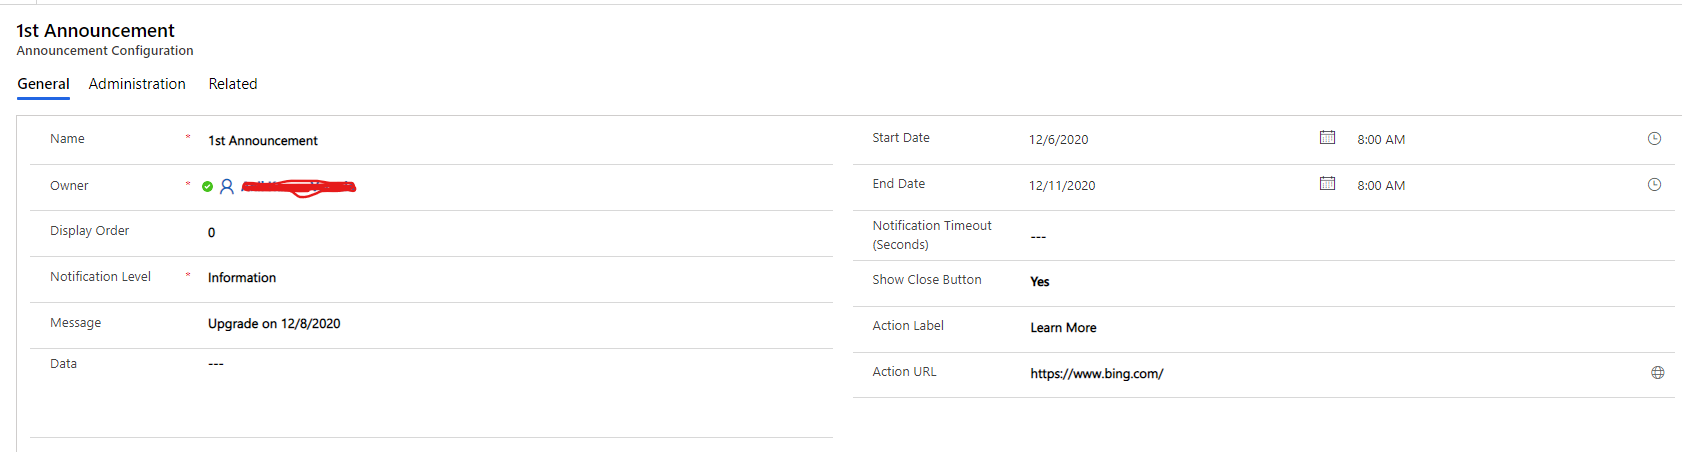 1st Announcement
Announcement Configuration
General Administration Related
Name * 1st Announcement
Owner *
Display Order 0
Notification Level * Information
Message Upgrade on 12/8/2020
Data ---
Start Date 12/6/2020 8:00 AM
End Date 12/11/2020 8:00 AM
Notification Timeout
(Seconds) ---
Show Close Button Yes
Action Label Learn More
Action URL https://www.bing.com/